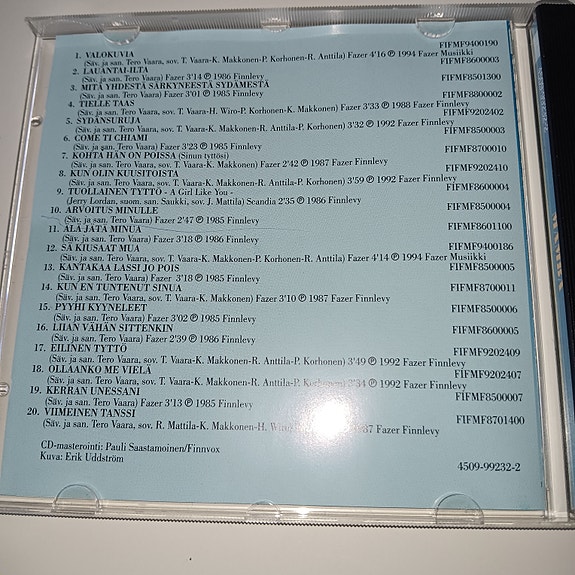 1. VALOKUVIA FIFMF9400190
(Säv. ja san. Tero Vaara, sov. T. Vaara-K. Makkonen-P. Korhonen-R. Anttila) Fazer 4'16 ℗ 1994 Fazer Musiikki
2. LAUANTAI-ILTA FIFMF8600003
(Säv. ja san. Tero Vaara) Fazer 3'14 ℗ 1986 Finnlevy
3. MITÄ YHDESTÄ SÄRKYNEESTÄ SYDÄMESTÄ FIFMF8501300
(Säv. ja san. Tero Vaara) Fazer 3'01 ℗ 1985 Finnlevy
4. TIELLE TAAS FIFMF8800002
(Säv. ja san. Tero Vaara, sov. T. Vaara-H. Wiro-P. Korhonen-K. Makonen) Fazer 3'33 ℗ 1988 Fazer Finnlevy
5. SYDÄNSURUJA FIFMF9202402
(Säv. ja san. Tero Vaara, sov. T. Vaara-K. Makkonen-R. Anttila-P. Korhonen) 3'32 ℗ 1992 Fazer Finnlevy
6. COME TI CHIAMI FIFMF8500003
(Säv. ja san. Tero Vaara) Fazer 3'23 ℗ 1985 Finnlevy
7. KOHTA HÄN ON POISSA (Sinun tyttösi) FIFMF8700010
(Säv. ja san. Tero Vaara, sov. T. Vaara-K. Makkonen) Fazer 2'42 ℗ 1987 Fazer Finnlevy
8. KUN OLIN KUUSITOISTA FIFMF9202410
(Säv. ja san. Tero Vaara, sov. T. Vaara-K. Makkonen-R. Anttila-P. Korhonen) 3'59 ℗ 1992 Fazer Finnlevy
9. TUOLLAINEN TYTTÖ - A Girl Like You - FIFMF8600004
(Jerry Lordan, suom. san. Saukki, sov. J. Mattila) Scandia 2'35 ℗ 1986 Finnlevy
10. ARVOITUS MINULLE FIFMF8500004
(Säv. ja san. Tero Vaara) Fazer 2'47 ℗ 1985 Finnlevy
11. ÄLÄ JÄTÄ MINUA FIFMF8601100
(Säv. ja san. Tero Vaara) Fazer 3'18 ℗ 1986 Finnlevy
12. SÄ KIUSAAT MUA FIFMF9400186
(Säv. ja san. Tero Vaara, sov. T. Vaara-K. Makkonen-P. Korhonen-R. Anttila) Fazer 4'14 ℗ 1994 Fazer Musiikki
13. KANTAKAA LASSI JO POIS FIFMF8500005
(Säv. ja san. Tero Vaara) Fazer 3'18 ℗ 1985 Finnlevy
14. KUN EN TUNTENUT SINUA FIFMF8700011
(Säv. ja san. Tero Vaara, sov. T. Vaara-K. Makkonen) Fazer 3'10 ℗ 1987 Fazer Finnlevy
15. PYYHI KYYNELEET FIFMF8500006
(Säv. ja san. Tero Vaara) Fazer 3'02 ℗ 1985 Finnlevy
16. LIIAN VÄHÄN SITTENKIN FIFMF8600005
(Säv. ja san. Tero Vaara) Fazer 2'39 ℗ 1986 Finnlevy
17. EILINEN TYTTÖ FIFMF9202409
(Säv. ja san. Tero Vaara, sov. T. Vaara-K. Makkonen-R. Anttila-P. Korhonen) 3'49 ℗ 1992 Fazer Finnlevy
18. OLLAANKO ME VIELÄ FIFMF9202407
(Säv. ja san. Tero Vaara, sov. T. Vaara-K. Makkonen-R. Anttila-P. Korhonen) 2'34 ℗ 1992 Fazer Finnlevy
19. KERRAN UNESSANI FIFMF8500007
(Säv. ja san. Tero Vaara) Fazer 3'13 ℗ 1985 Finnlevy
20. VIIMEINEN TANSSI FIFMF8701400
(Säv. ja san. Tero Vaara, sov. R. Mattila-K. Makkonen-H. 1987 Fazer Finnlevy
CD-masterointi: Pauli Saastamoinen/Finnvox
Kuva: Erik Uddström 4509-99232-2